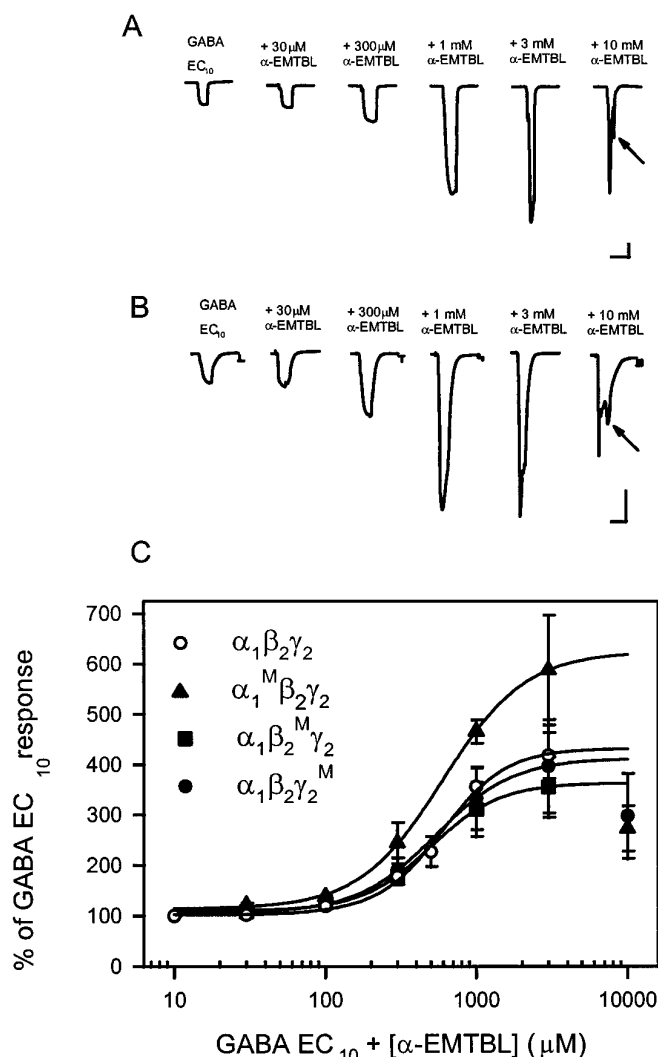 A
GABA EC₁₀
+ 30μM α-EMTBL
+ 300μM α-EMTBL
+ 1 mM α-EMTBL
+ 3 mM α-EMTBL
+ 10 mM α-EMTBL
B
GABA EC₁₀
+ 30μM α-EMTBL
+ 300μM α-EMTBL
+ 1 mM α-EMTBL
+ 3 mM α-EMTBL
+ 10 mM α-EMTBL
C
% of GABA EC₁₀ response
700
600
500
400
300
200
100
0
α₁β₂γ₂
α₁ᴹβ₂γ₂
α₁β₂ᴹγ₂
α₁β₂γ₂ᴹ
10 100 1000 10000
GABA EC₁₀ + [α-EMTBL] (μM)